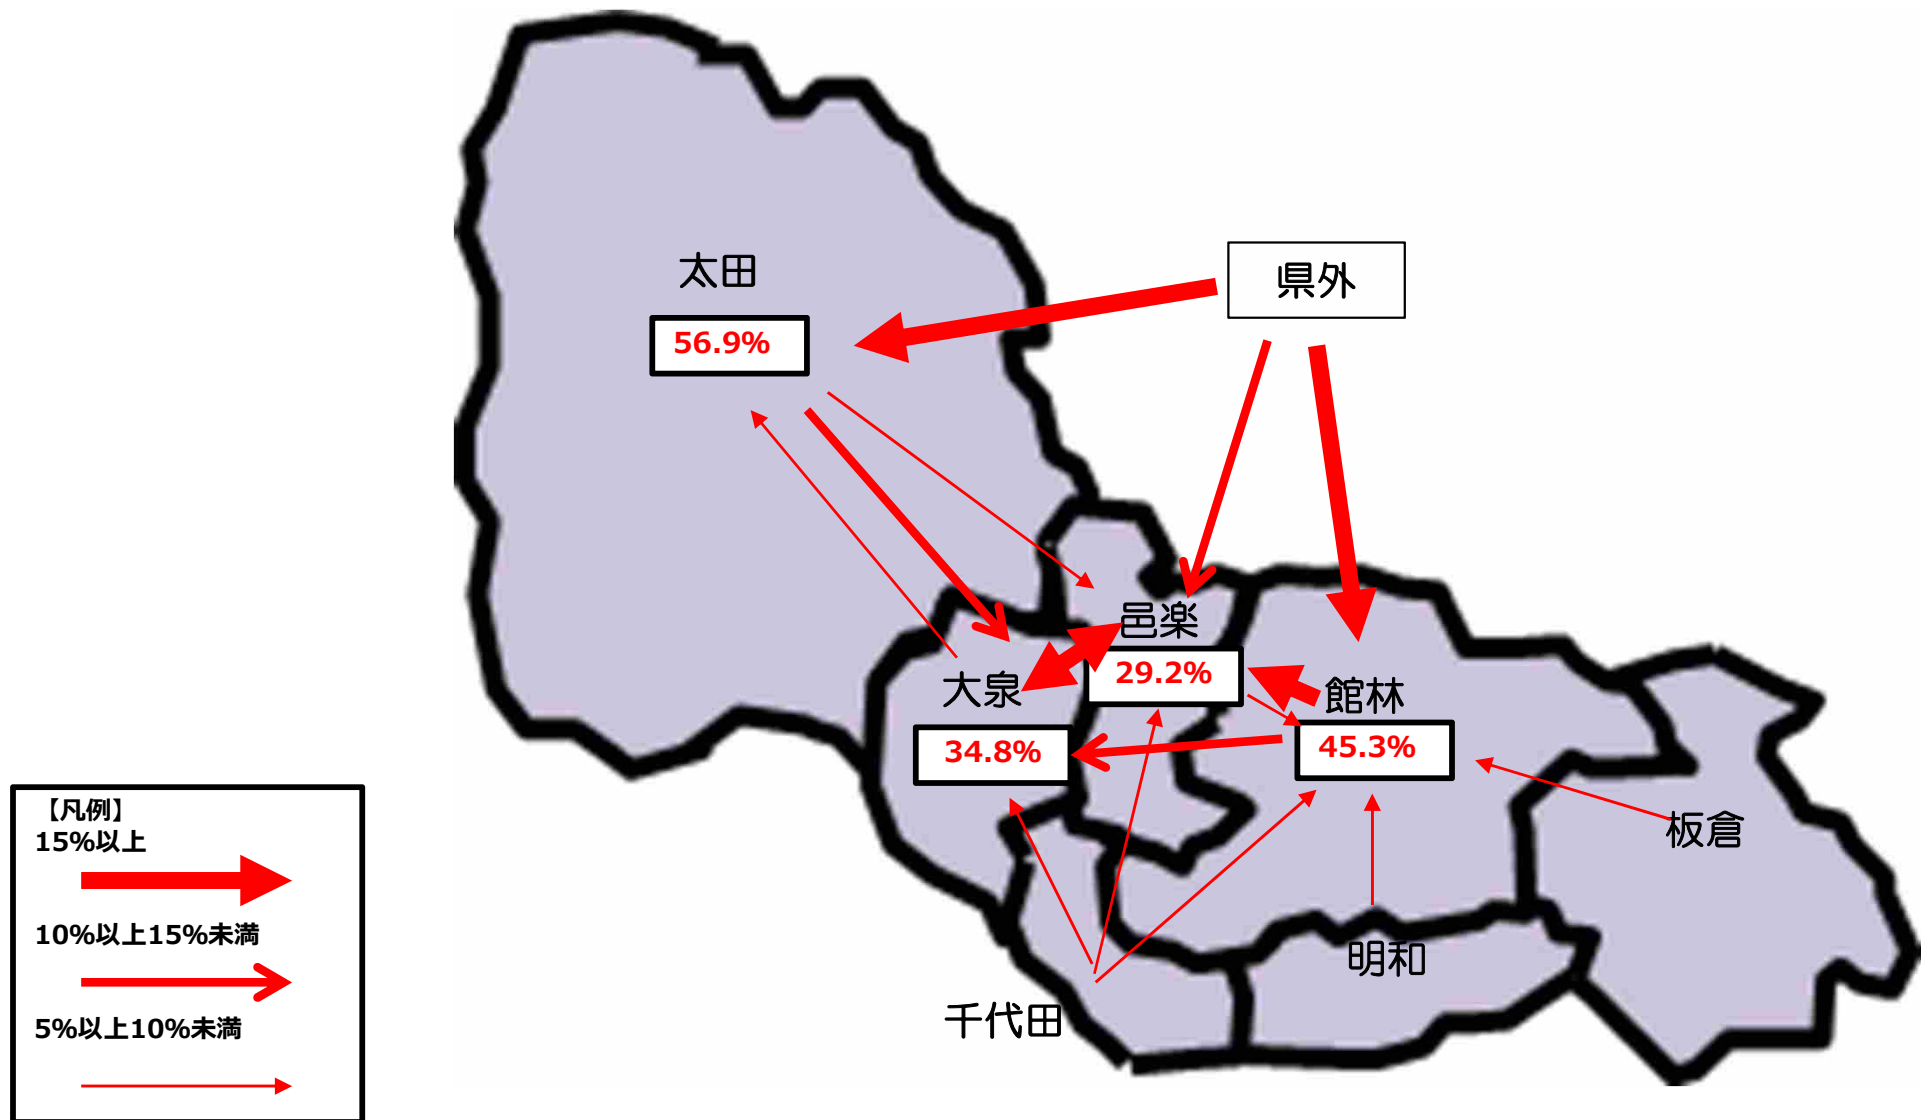 太田
56.9%
県外
邑楽
29.2%
大泉
34.8%
館林
45.3%
板倉
明和
千代田
【凡例】
15%以上
10%以上15%未満
5%以上10%未満